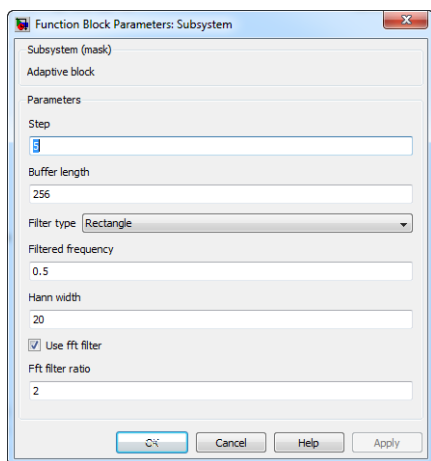 Function Block Parameters: Subsystem
Subsystem (mask)
Adaptive block
Parameters
Step
5
Buffer length
256
Filter type Rectangle
Filtered frequency
0.5
Hann width
20
Use fft filter
Fft filter ratio
2
OK Cancel Help Apply